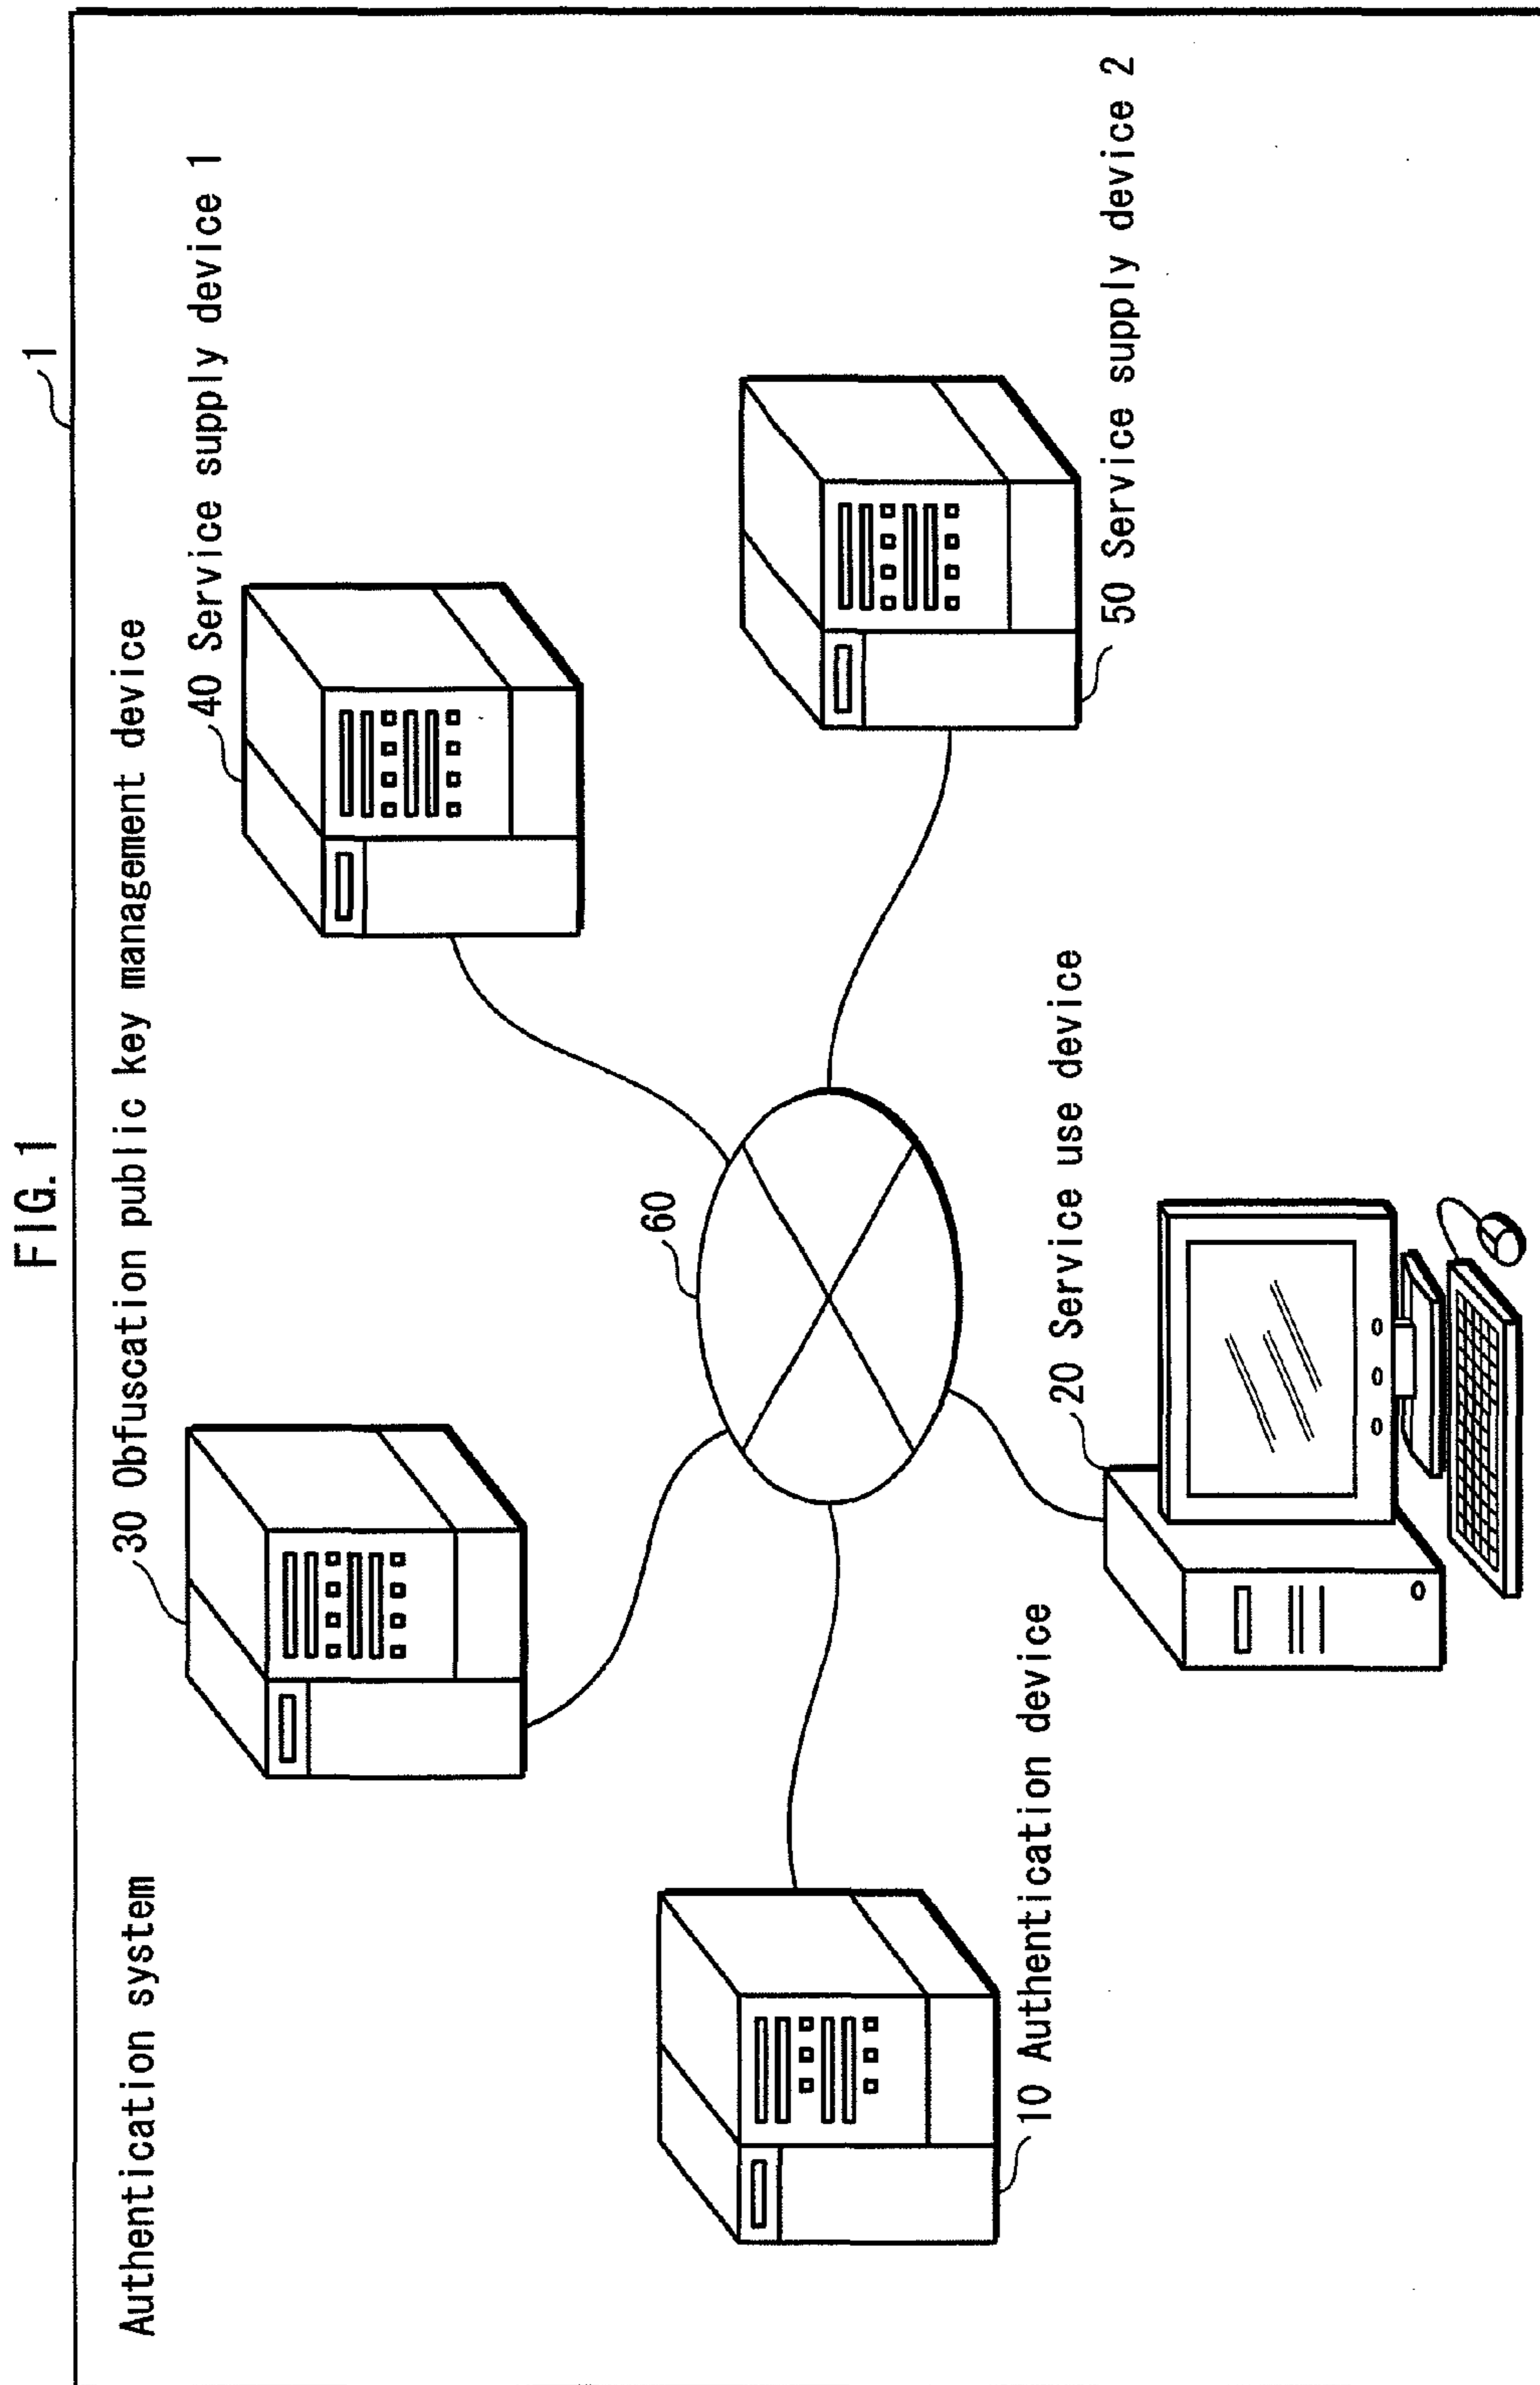 FIG. 1
1
Authentication system
30 Obfuscation public key management device
40 Service supply device 1
60
10 Authentication device
20 Service use device
50 Service supply device 2